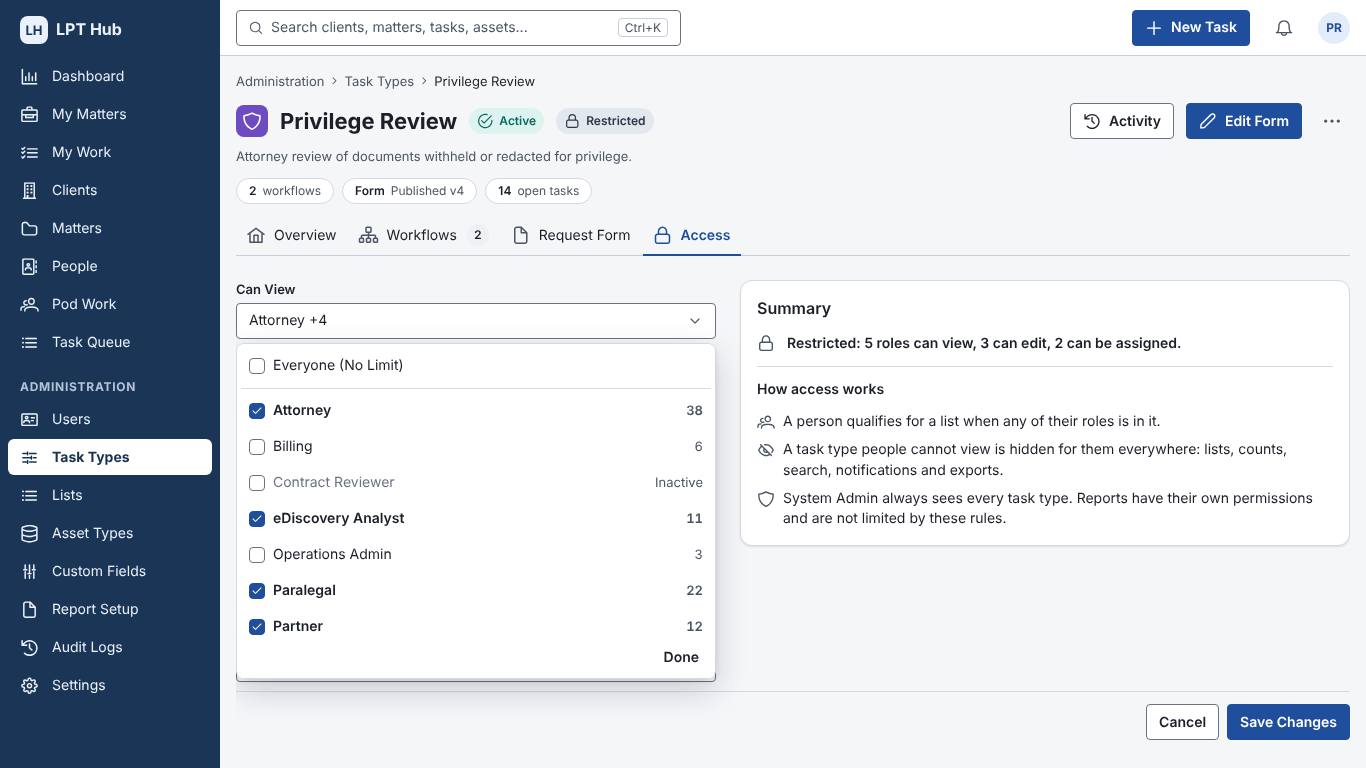 LH LPT Hub
Search clients, matters, tasks, assets...
Ctrl+K
New Task
PR
Dashboard
My Matters
My Work
Clients
Matters
People
Pod Work
Task Queue
ADMINISTRATION
Users
Task Types
Lists
Asset Types
Custom Fields
Report Setup
Audit Logs
Settings
Administration > Task Types > Privilege Review
Privilege Review
Active
Restricted
Activity
Edit Form
Attorney review of documents withheld or redacted for privilege.
2 workflows
Form Published v4
14 open tasks
Overview
Workflows 2
Request Form
Access
Can View
Attorney +4
Everyone (No Limit)
Attorney 38
Billing 6
Contract Reviewer Inactive
eDiscovery Analyst 11
Operations Admin 3
Paralegal 22
Partner 12
Done
Summary
Restricted: 5 roles can view, 3 can edit, 2 can be assigned.
How access works
A person qualifies for a list when any of their roles is in it.
A task type people cannot view is hidden for them everywhere: lists, counts,
search, notifications and exports.
System Admin always sees every task type. Reports have their own permissions
and are not limited by these rules.
Cancel
Save Changes